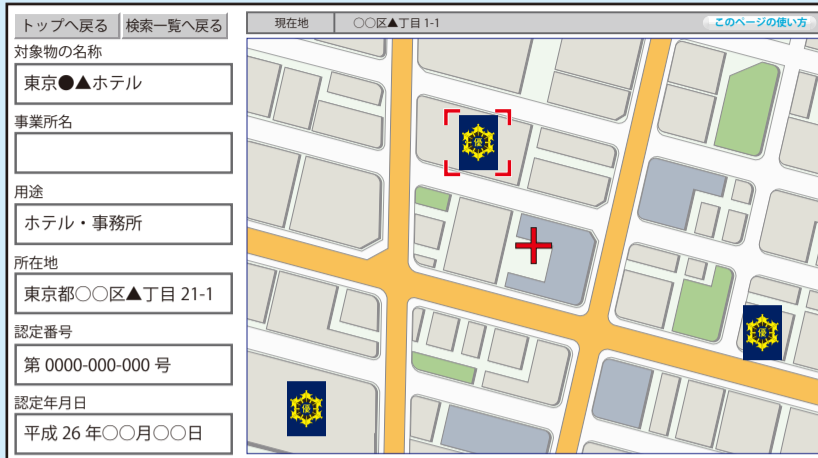 トップへ戻る 検索一覧へ戻る
現在地 ○○区▲丁目 1-1 このページの使い方
対象物の名称
東京●▲ホテル
事業所名
用途
ホテル・事務所
所在地
東京都○○区▲丁目 21-1
認定番号
第 0000-000-000 号
認定年月日
平成 26 年○○月○○日
優
優
優